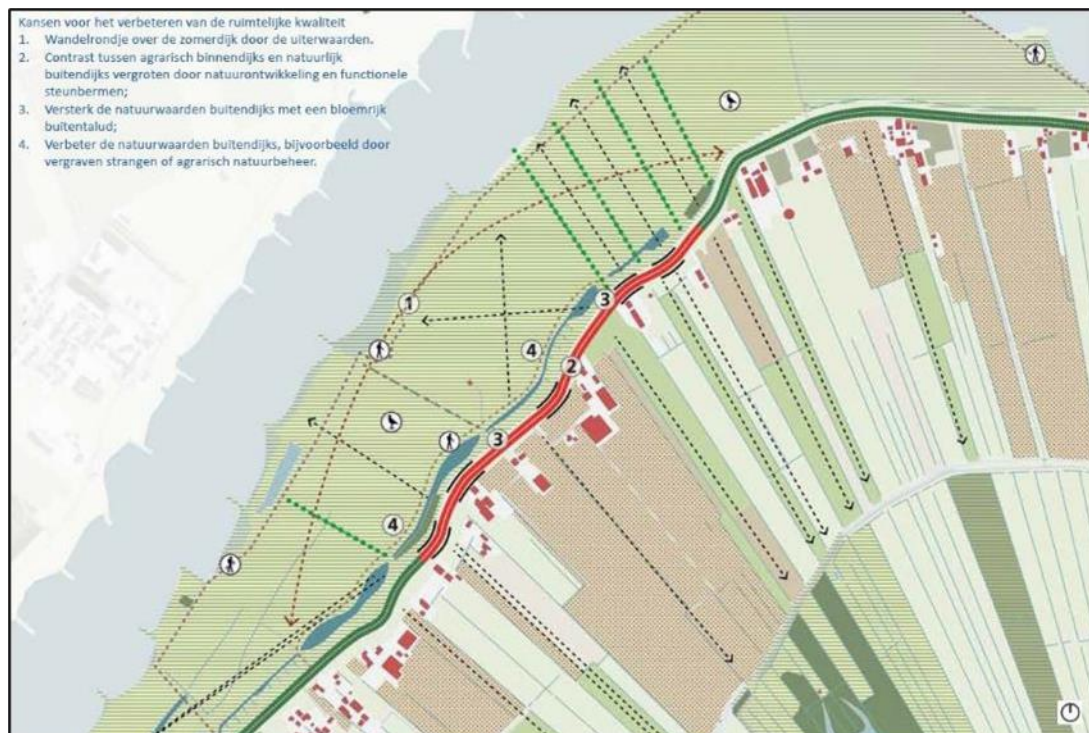 Kansen voor het verbeteren van de ruimtelijke kwaliteit
1. Wandelrondje over de zomerdijk door de uiterwaarden.
2. Contrast tussen agrarisch binnendijks en natuurlijk
buitendijks vergroten door natuurontwikkeling en functionele
steunbermen;
3. Versterk de natuurwaarden buitendijks met een bloemrijk
buitentalud;
4. Verbeter de natuurwaarden buitendijks, bijvoorbeeld door
vergraven strangen of agrarisch natuurbeheer.
1
3
4
2
3
4